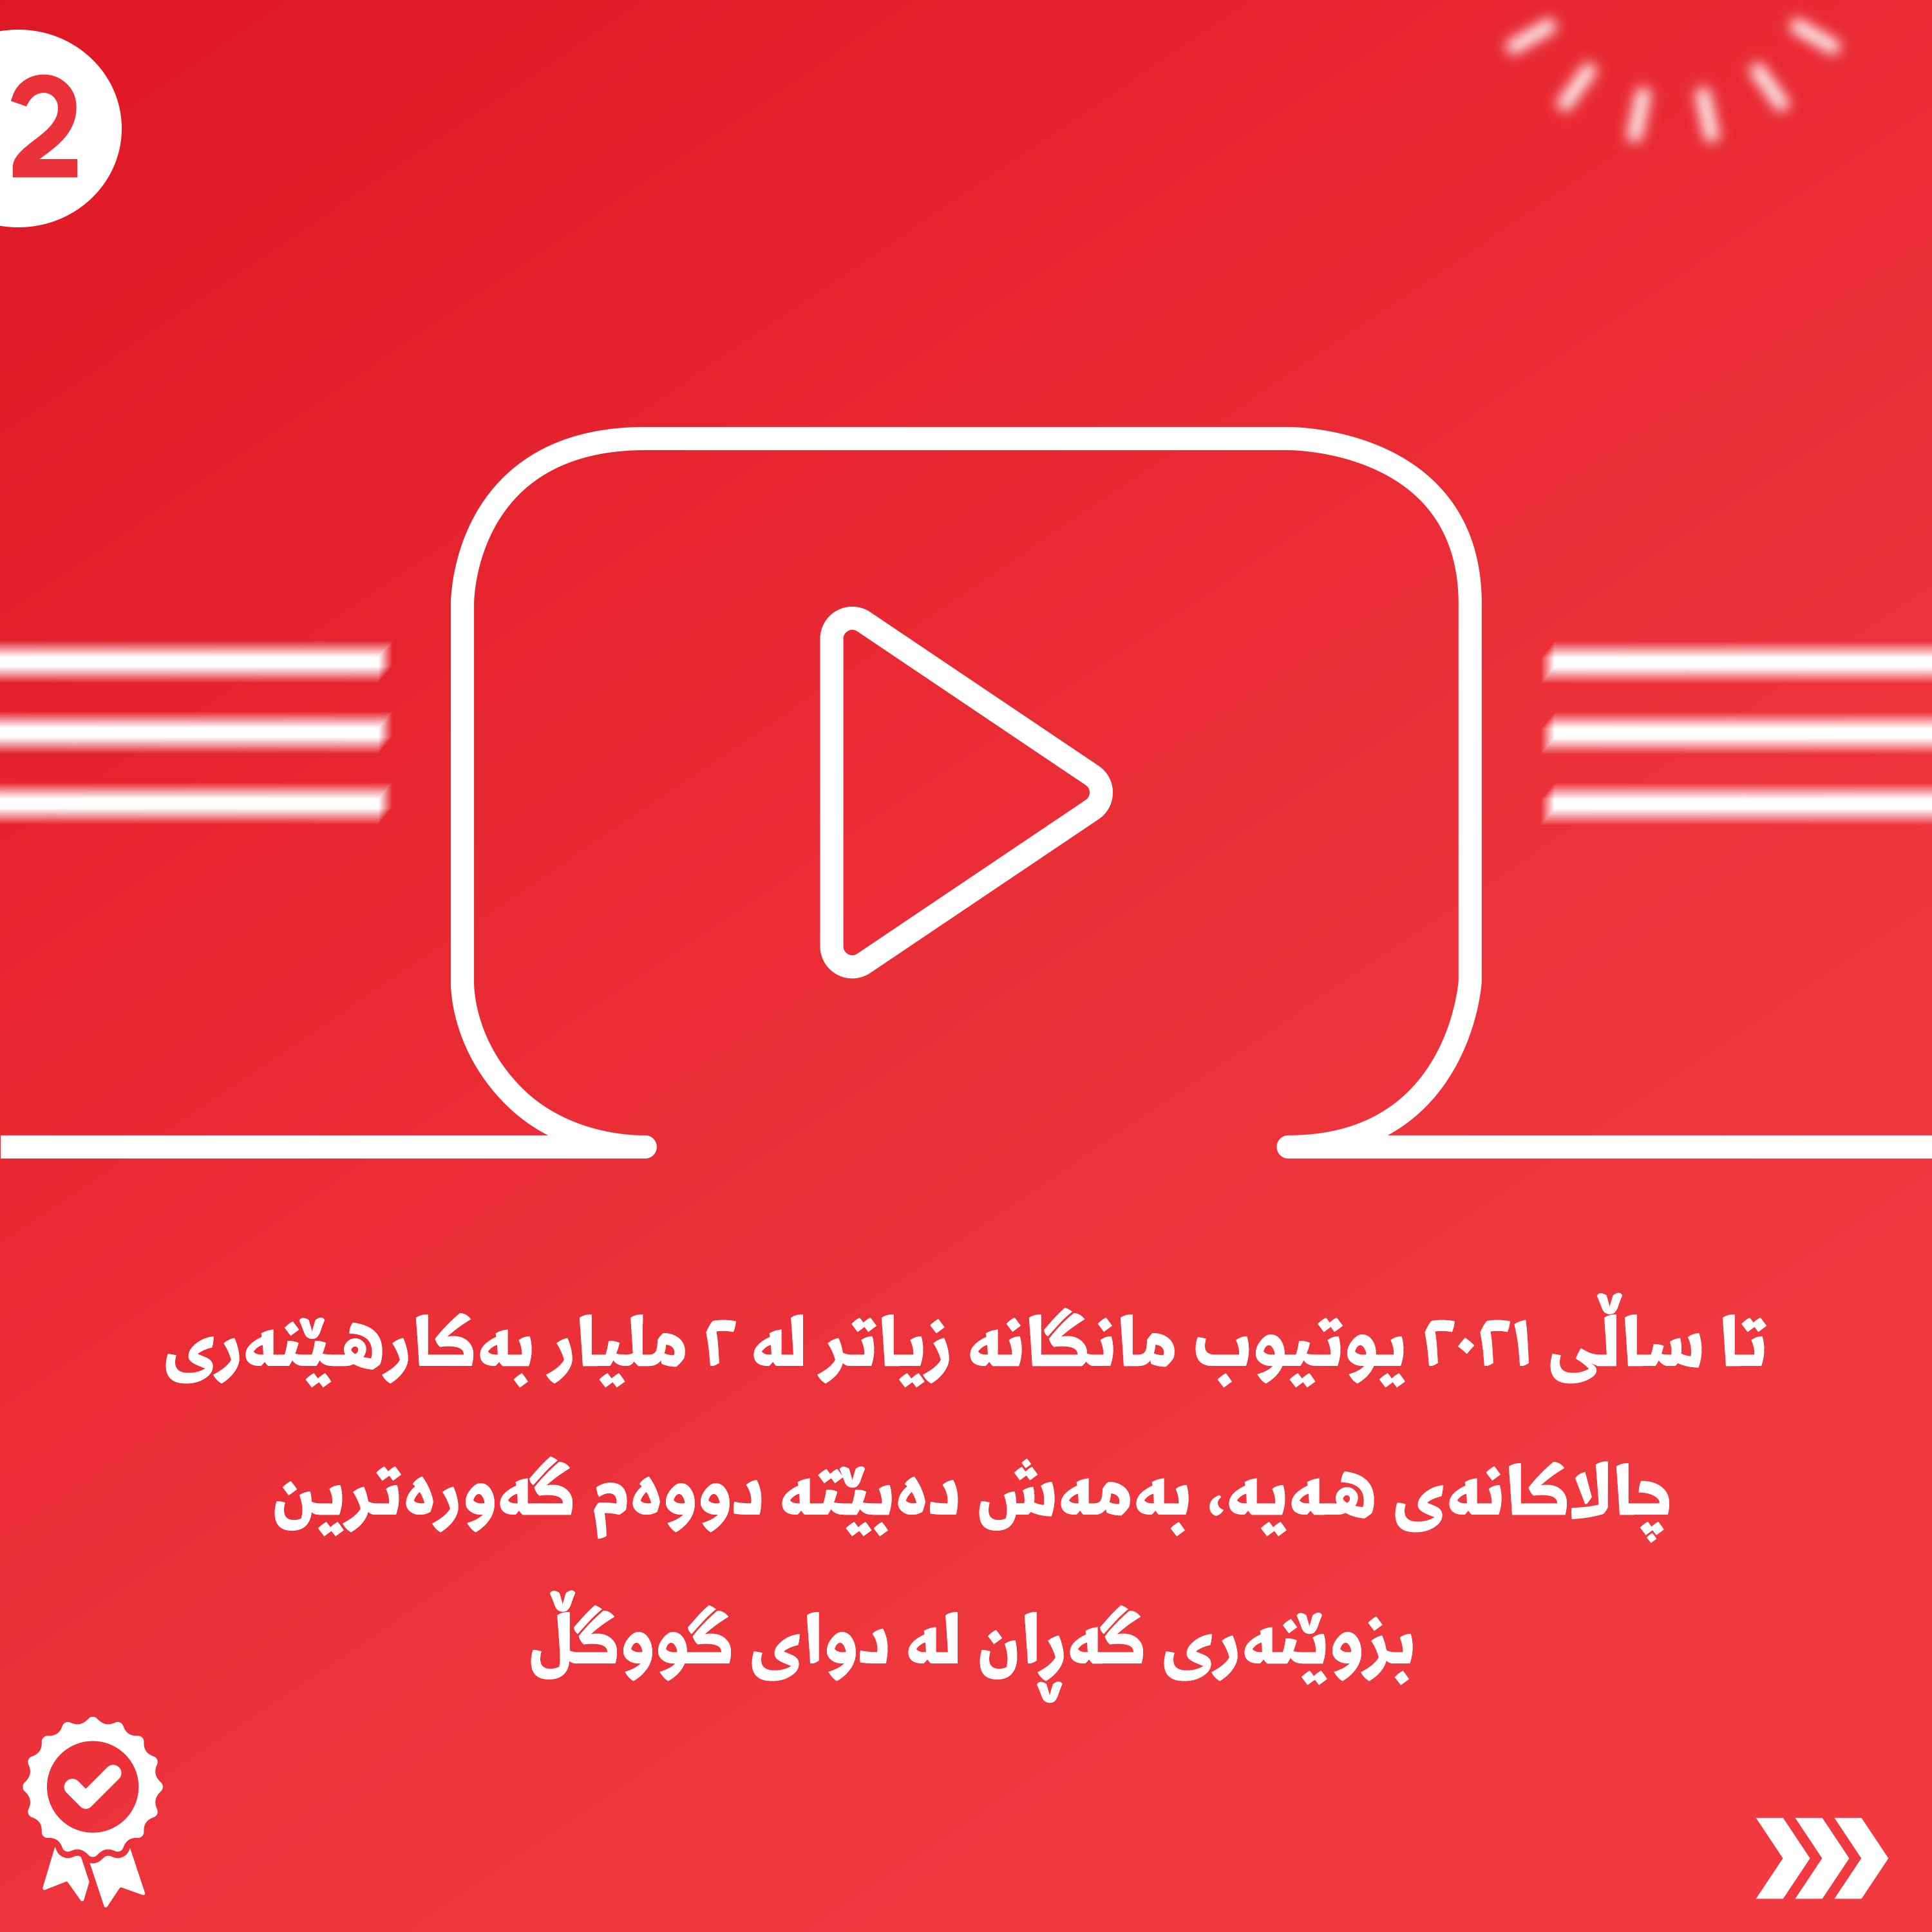 2
تا ساڵی ٢٠٢٣ یوتیوب مانگانە زیاتر لە ٢ ملیار بەکارهێنەری
چالاکانەی هەیە. بەمەش دەبێتە دووەم گەورەترین
بزوێنەری گەڕان لە دوای گووگڵ